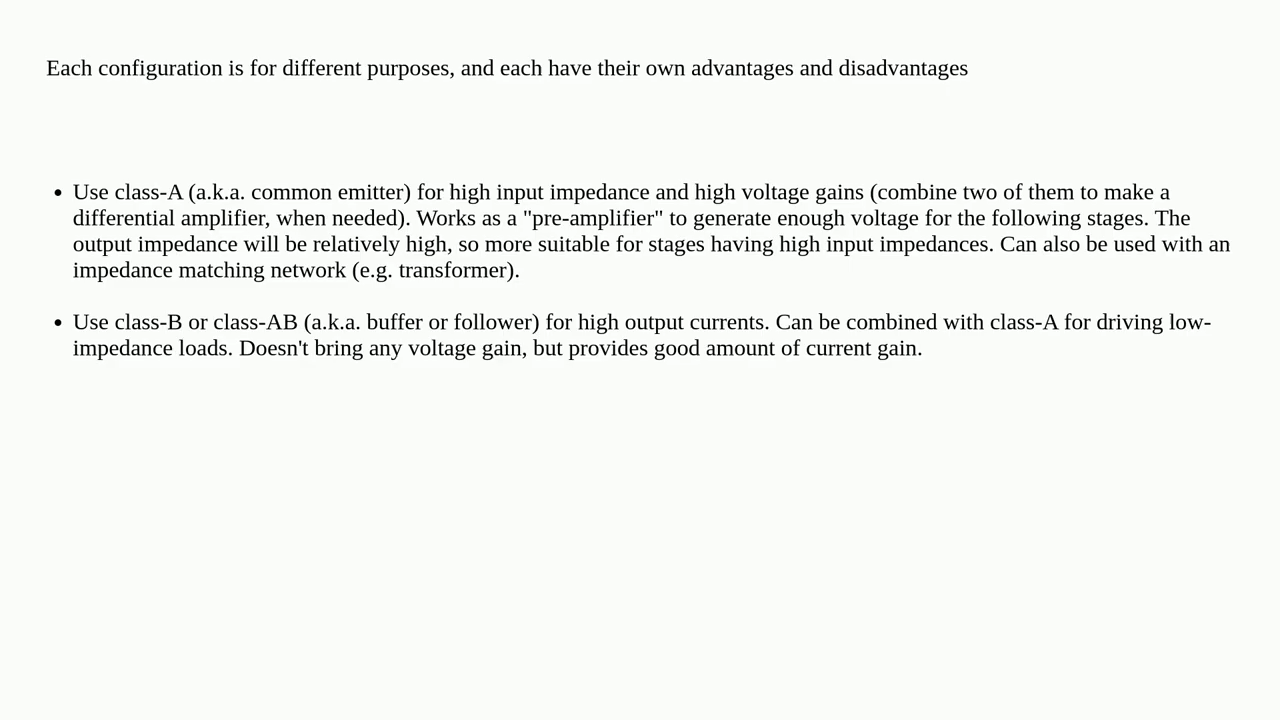 Each configuration is for different purposes, and each have their own advantages and disadvantages
• Use class-A (a.k.a. common emitter) for high input impedance and high voltage gains (combine two of them to make a
differential amplifier, when needed). Works as a "pre-amplifier" to generate enough voltage for the following stages. The
output impedance will be relatively high, so more suitable for stages having high input impedances. Can also be used with an
impedance matching network (e.g. transformer).
• Use class-B or class-AB (a.k.a. buffer or follower) for high output currents. Can be combined with class-A for driving low-
impedance loads. Doesn't bring any voltage gain, but provides good amount of current gain.